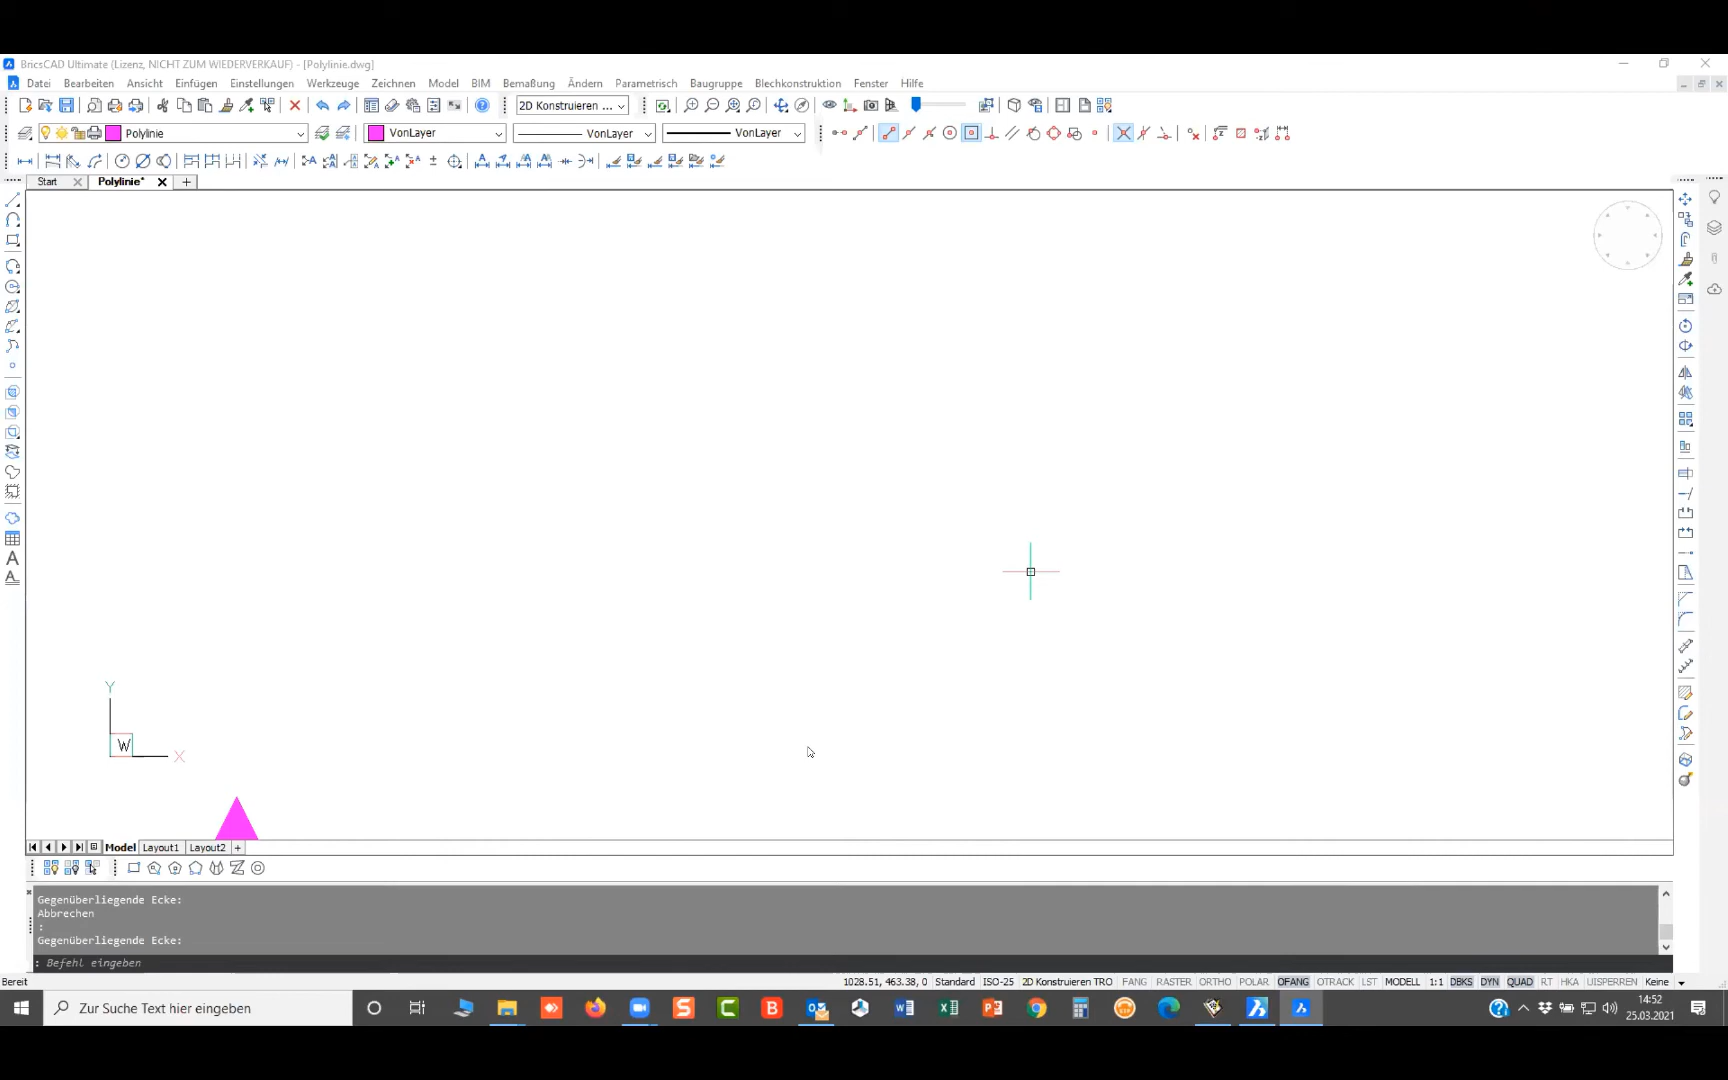 BricsCAD Ultimate (Lizenz, NICHT ZUM WIEDERVERKAUF) - [Polylinie.dwg]
Datei Bearbeiten Ansicht Einfügen Einstellungen Werkzeuge Zeichnen Model BIM Bemaßung Ändern Parametrisch Baugruppe Blechkonstruktion Fenster Hilfe
2D Konstruieren ...
Polylinie VonLayer VonLayer VonLayer
Start Polylinie*
Y
W
X
Model Layout1 Layout2 +
Gegenüberliegende Ecke:
Abbrechen
:
Gegenüberliegende Ecke:
: Befehl eingeben
Bereit 1028.51, 463.38, 0 Standard ISO-25 2D Konstruieren TRO FANG RASTER ORTHO POLAR OFANG OTRACK LST MODELL 1:1 DBKS DYN QUAD RT HKA UISPERREN Keine
Zur Suche Text hier eingeben
14:52
25.03.2021